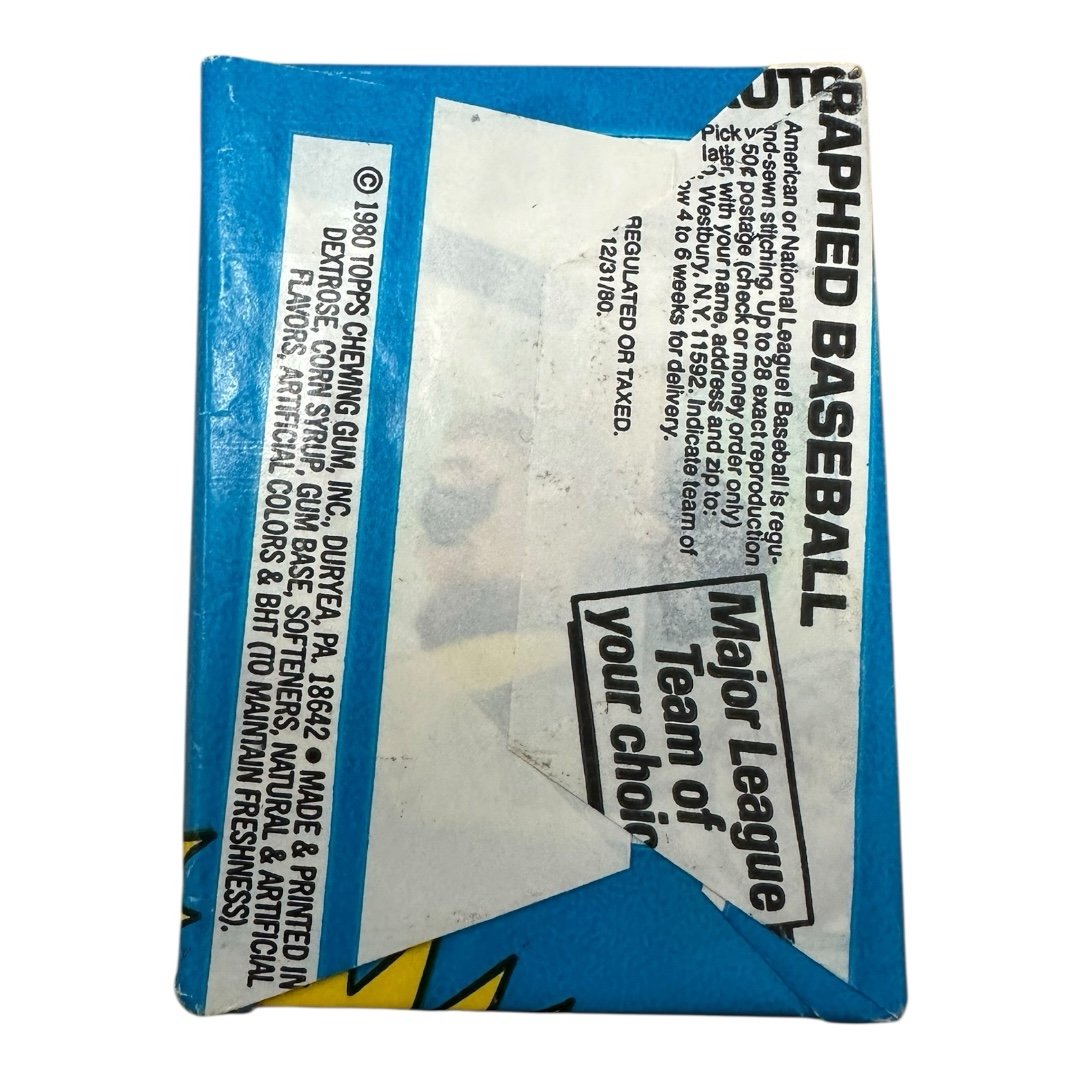 RAPHED BASEBALL
American or National League! Baseball is regu-
nd-sewn stitching. Up to 28 exact reproduction
50¢ postage (check or money order only)
with your name, address and zip to:
Westbury, N.Y. 11592. Indicate team of
ow 4 to 6 weeks for delivery.
REGULATED OR TAXED.
12/31/80.
Major League
Team of
your choic
© 1980 TOPPS CHEWING GUM, INC., DURYEA, PA. 18642 • MADE & PRINTED IN
DEXTROSE, CORN SYRUP, GUM BASE, SOFTENERS, NATURAL & ARTIFICIAL
FLAVORS, ARTIFICIAL COLORS & BHT (TO MAINTAIN FRESHNESS).